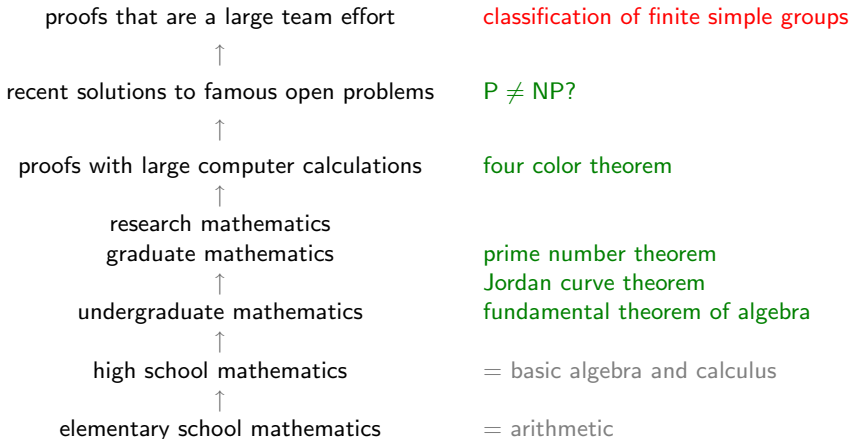 proofs that are a large team effort classification of finite simple groups
↑
recent solutions to famous open problems P ≠ NP?
↑
proofs with large computer calculations four color theorem
↑
research mathematics
graduate mathematics prime number theorem
↑ Jordan curve theorem
undergraduate mathematics fundamental theorem of algebra
↑
high school mathematics = basic algebra and calculus
↑
elementary school mathematics = arithmetic